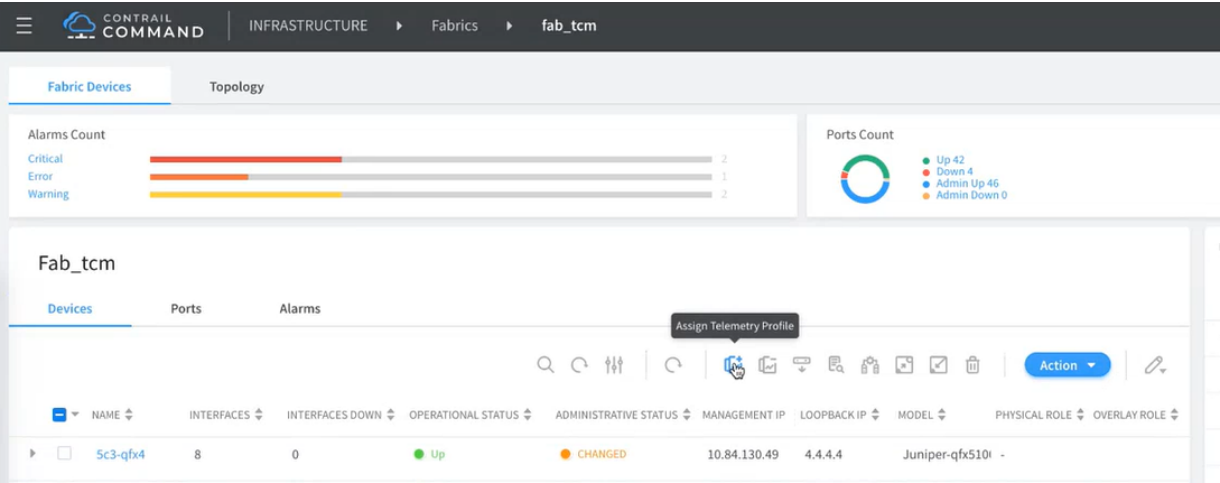 CONTRAIL
COMMAND
INFRASTRUCTURE Fabrics fab_tcm
Fabric Devices Topology
Alarms Count
Critical 2
Error 1
Warning 2
Ports Count
Up 42
Down 4
Admin Up 46
Admin Down 0
Fab_tcm
Devices Ports Alarms
Assign Telemetry Profile
Action
NAME INTERFACES INTERFACES DOWN OPERATIONAL STATUS ADMINISTRATIVE STATUS MANAGEMENT IP LOOPBACK IP MODEL PHYSICAL ROLE OVERLAY ROLE
5c3-qfx4 8 0 Up CHANGED 10.84.130.49 4.4.4.4 Juniper-qfx510 -